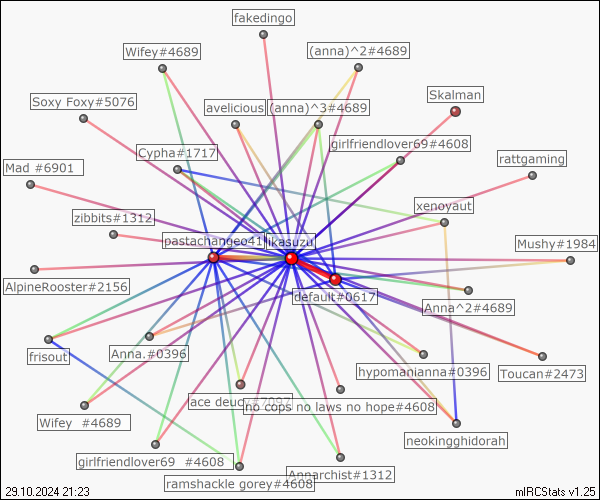 fakedingo
Wifey#4689
(anna)^2#4689
Soxy Foxy#5076
avelicious
(anna)^3#4689
Skalman
girlfriendlover69#4608
Cypha#1717
rattgaming
Mad #6901
xenoyaut
zibbits#1312
pastachangeo41
likasuzu
Mushy#1984
AlpineRooster#2156
default#0617
Anna^2#4689
frisout
Anna.#0396
hypomanianna#0396
Toucan#2473
ace deucy#7097
no cops no laws no hope#4608
Wifey #4689
neokingghidorah
girlfriendlover69 #4608
Annarchist#1312
ramshackle gorey#4608
29.10.2024 21:23
mIRCStats v1.25